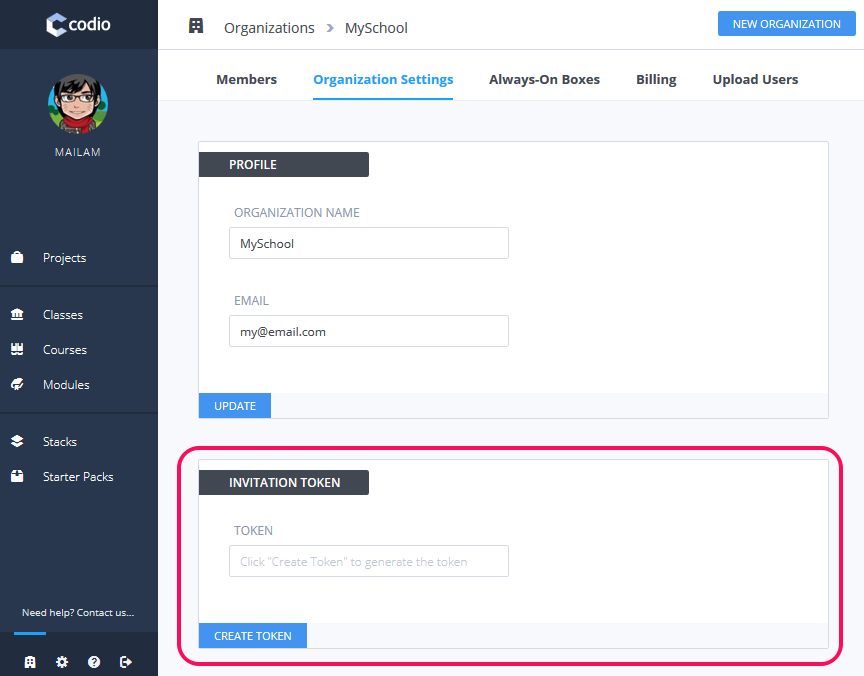 codio
MAILAM
Projects
Classes
Courses
Modules
Stacks
Starter Packs
Need help? Contact us...
Organizations > MySchool
NEW ORGANIZATION
Members Organization Settings Always-On Boxes Billing Upload Users
PROFILE
ORGANIZATION NAME
MySchool
EMAIL
my@email.com
UPDATE
INVITATION TOKEN
TOKEN
Click "Create Token" to generate the token
CREATE TOKEN